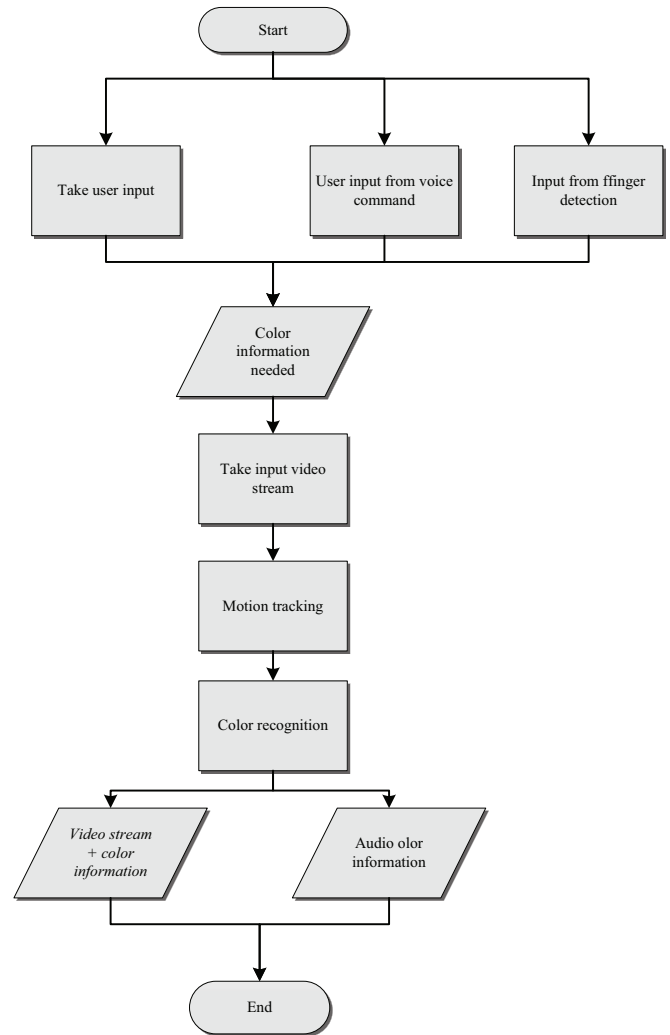 Start
Take user input
User input from voice
command
Input from ffinger
detection
Color
information
needed
Take input video
stream
Motion tracking
Color recognition
Video stream
+ color
information
Audio olor
information
End